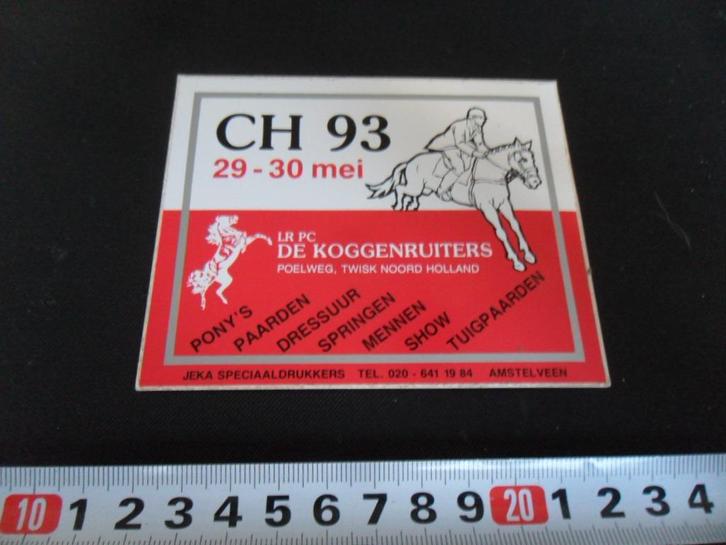 CH 93
29 - 30 mei
LR PC
DE KOGGENRUITERS
POELWEG, TWISK NOORD HOLLAND
PONY'S
PAARDEN
DRESSUUR
SPRINGEN
MENNEN
SHOW
TUIGPAARDEN
JEKA SPECIAALDRUKKERS TEL. 020 - 641 19 84 AMSTELVEEN
10 1 2 3 4 5 6 7 8 9 20 1 2 3 4